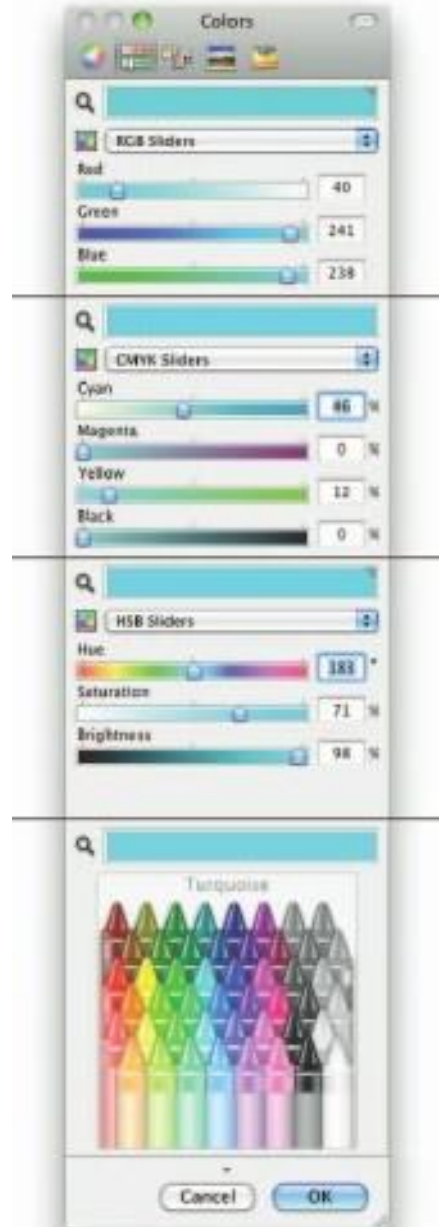 Colors
RGB Sliders
Red
40
Green
241
Blue
238
CMYK Sliders
Cyan
46 %
Magenta
0 %
Yellow
12 %
Black
0 %
HSB Sliders
Hue
183 °
Saturation
71 %
Brightness
98 %
Turquoise
Cancel OK